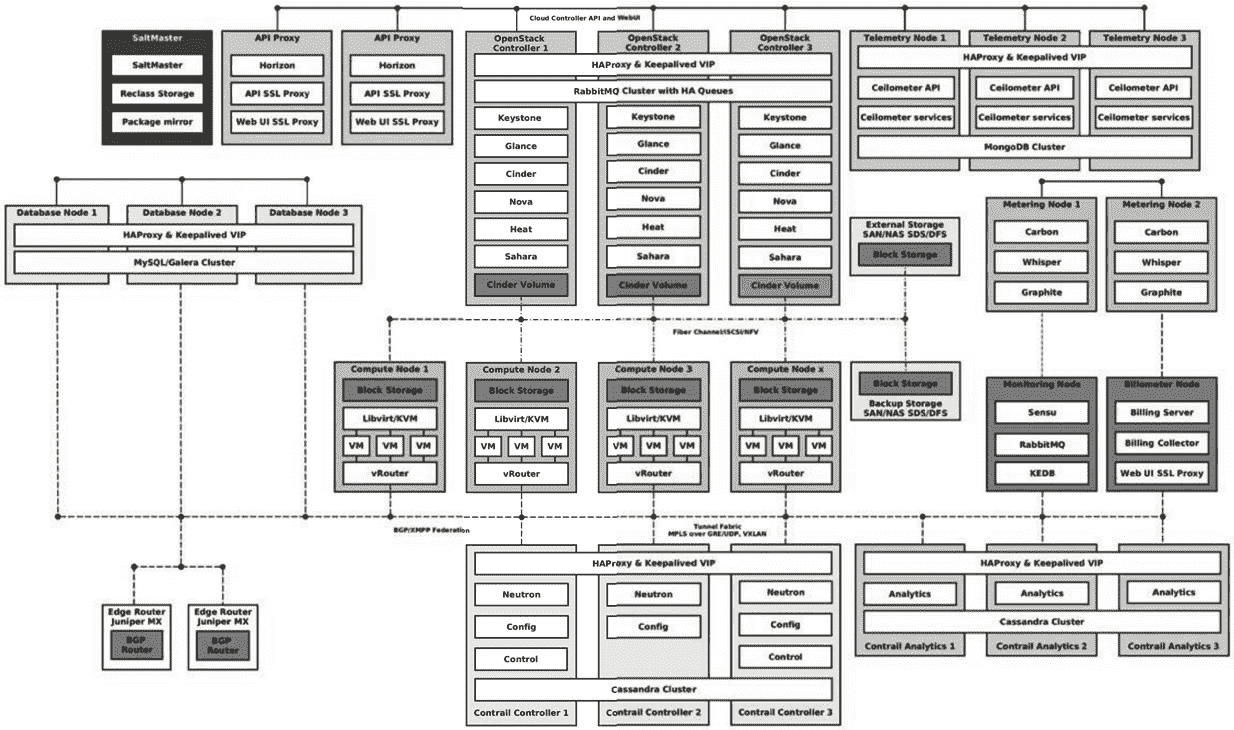 Cloud Controller API and WebUI
SaltMaster
SaltMaster
Reclass Storage
Package mirror
API Proxy
Horizon
API SSL Proxy
Web UI SSL Proxy
API Proxy
Horizon
API SSL Proxy
Web UI SSL Proxy
OpenStack
Controller 1
OpenStack
Controller 2
OpenStack
Controller 3
HAProxy & Keepalived VIP
RabbitMQ Cluster with HA Queues
Keystone
Glance
Cinder
Nova
Heat
Sahara
Cinder Volume
Keystone
Glance
Cinder
Nova
Heat
Sahara
Cinder Volume
Keystone
Glance
Cinder
Nova
Heat
Sahara
Cinder Volume
Telemetry Node 1
Telemetry Node 2
Telemetry Node 3
HAProxy & Keepalived VIP
Ceilometer API
Ceilometer API
Ceilometer API
Ceilometer services
Ceilometer services
Ceilometer services
MongoDB Cluster
Database Node 1
Database Node 2
Database Node 3
HAProxy & Keepalived VIP
MySQL/Galera Cluster
External Storage
SAN/NAS SDS/DFS
Block Storage
Metering Node 1
Carbon
Whisper
Graphite
Metering Node 2
Carbon
Whisper
Graphite
Fiber Channel/ISCSI/NFV
Compute Node 1
Block Storage
Libvirt/KVM
VM
VM
VM
vRouter
Compute Node 2
Block Storage
Libvirt/KVM
VM
VM
VM
vRouter
Compute Node 3
Block Storage
Libvirt/KVM
VM
VM
VM
vRouter
Compute Node x
Block Storage
Libvirt/KVM
VM
VM
VM
vRouter
Block Storage
Backup Storage
SAN/NAS SDS/DFS
Monitoring Node
Sensu
RabbitMQ
KEDB
Billometer Node
Billing Server
Billing Collector
Web UI SSL Proxy
BGP/XMPP Federation
Tunnel Fabric
MPLS over GRE/UDP, VXLAN
Edge Router
Juniper MX
BGP
Router
Edge Router
Juniper MX
BGP
Router
HAProxy & Keepalived VIP
Neutron
Config
Control
Neutron
Config
Neutron
Config
Control
Cassandra Cluster
Contrail Controller 1
Contrail Controller 2
Contrail Controller 3
HAProxy & Keepalived VIP
Analytics
Analytics
Analytics
Cassandra Cluster
Contrail Analytics 1
Contrail Analytics 2
Contrail Analytics 3